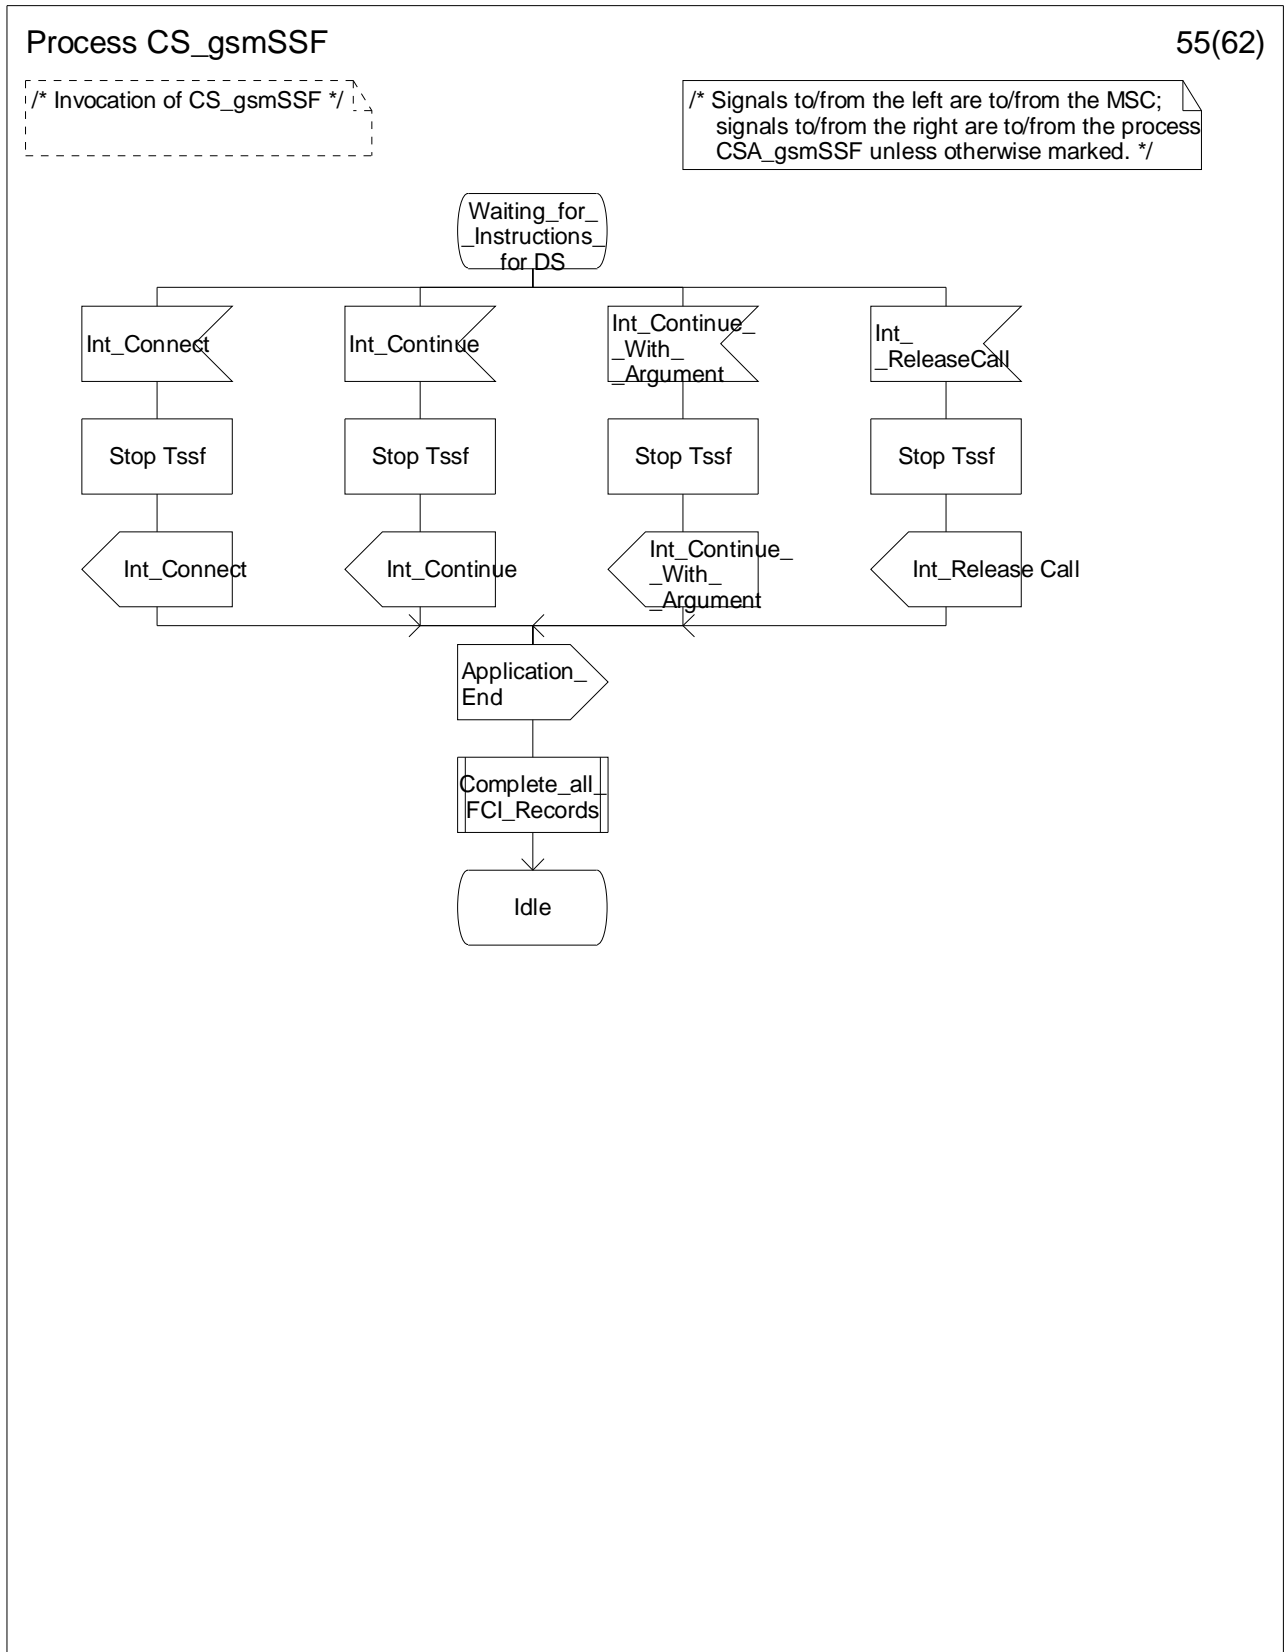 Process CS_gsmSSF
55(62)
/* Invocation of CS_gsmSSF */
/* Signals to/from the left are to/from the MSC;
signals to/from the right are to/from the process
CSA_gsmSSF unless otherwise marked. */
Waiting_for_
_Instructions_
for DS
Int_Connect
Int_Continue
Int_Continue_
_With_
_Argument
Int_
_ReleaseCall
Stop Tssf
Stop Tssf
Stop Tssf
Stop Tssf
Int_Connect
Int_Continue
Int_Continue_
_With_
_Argument
Int_Release Call
Application_
End
Complete_all_
FCI_Records
Idle